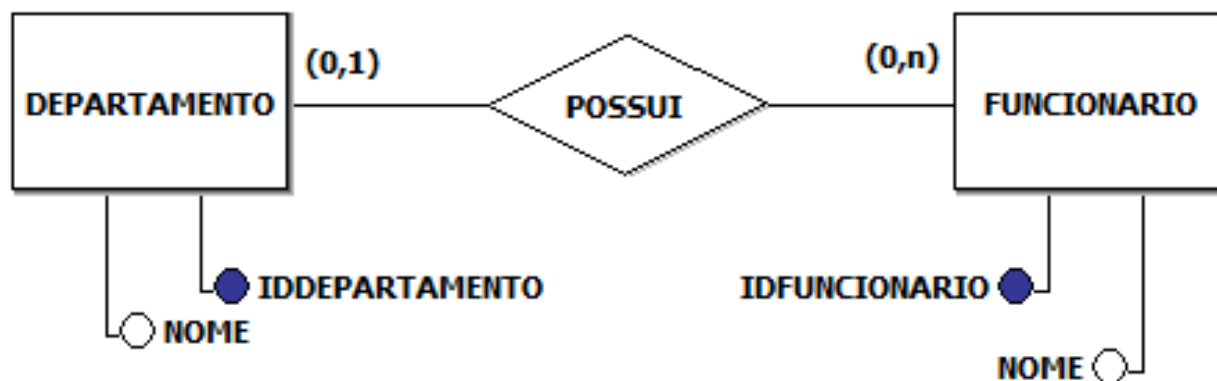 (0,1)
(0,n)
DEPARTAMENTO
POSSUI
FUNCIONARIO
IDDEPARTAMENTO
IDFUNCIONARIO
NOME
NOME